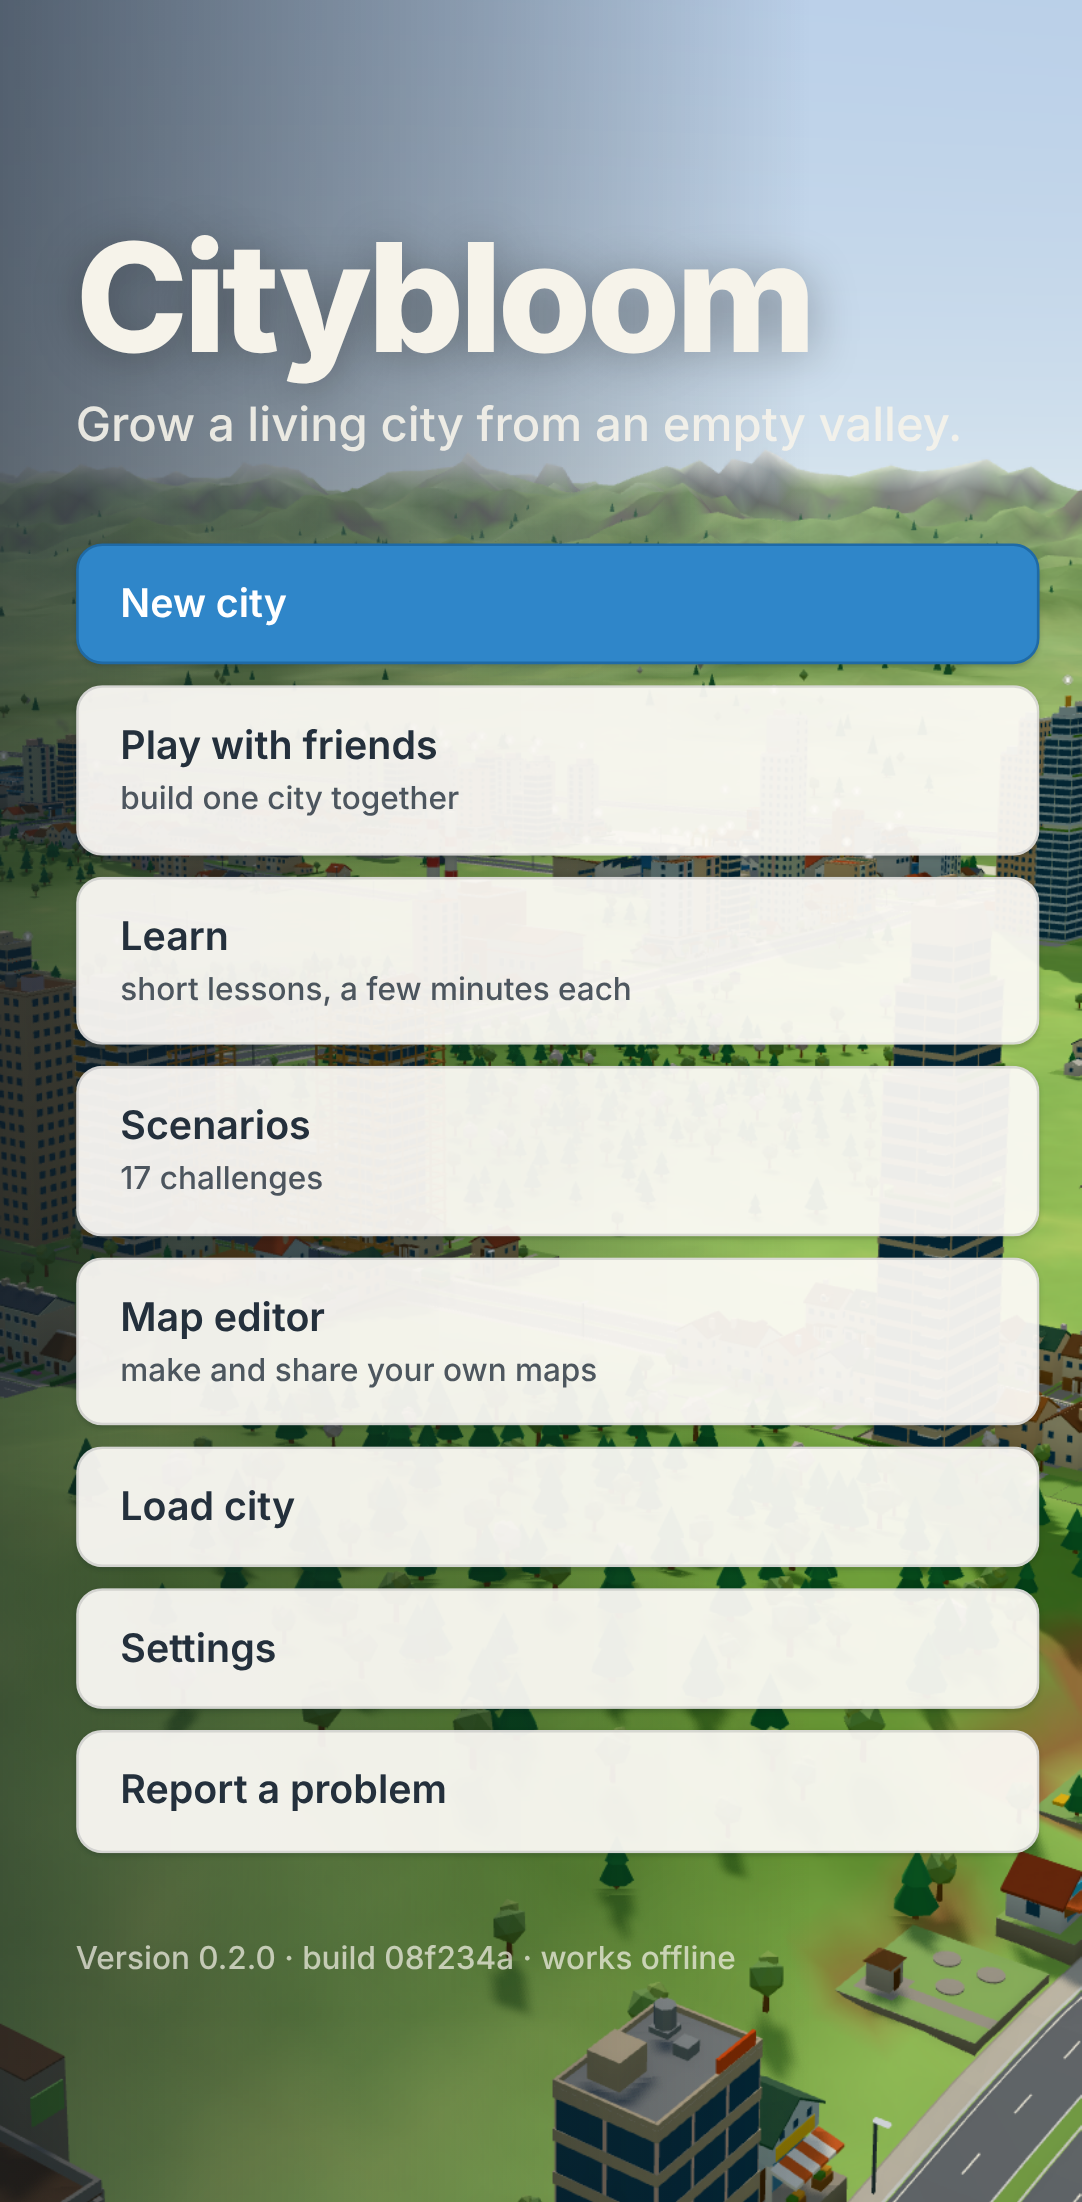 Citybloom
Grow a living city from an empty valley.
New city
Play with friends
build one city together
Learn
short lessons, a few minutes each
Scenarios
17 challenges
Map editor
make and share your own maps
Load city
Settings
Report a problem
Version 0.2.0 · build 08f234a · works offline